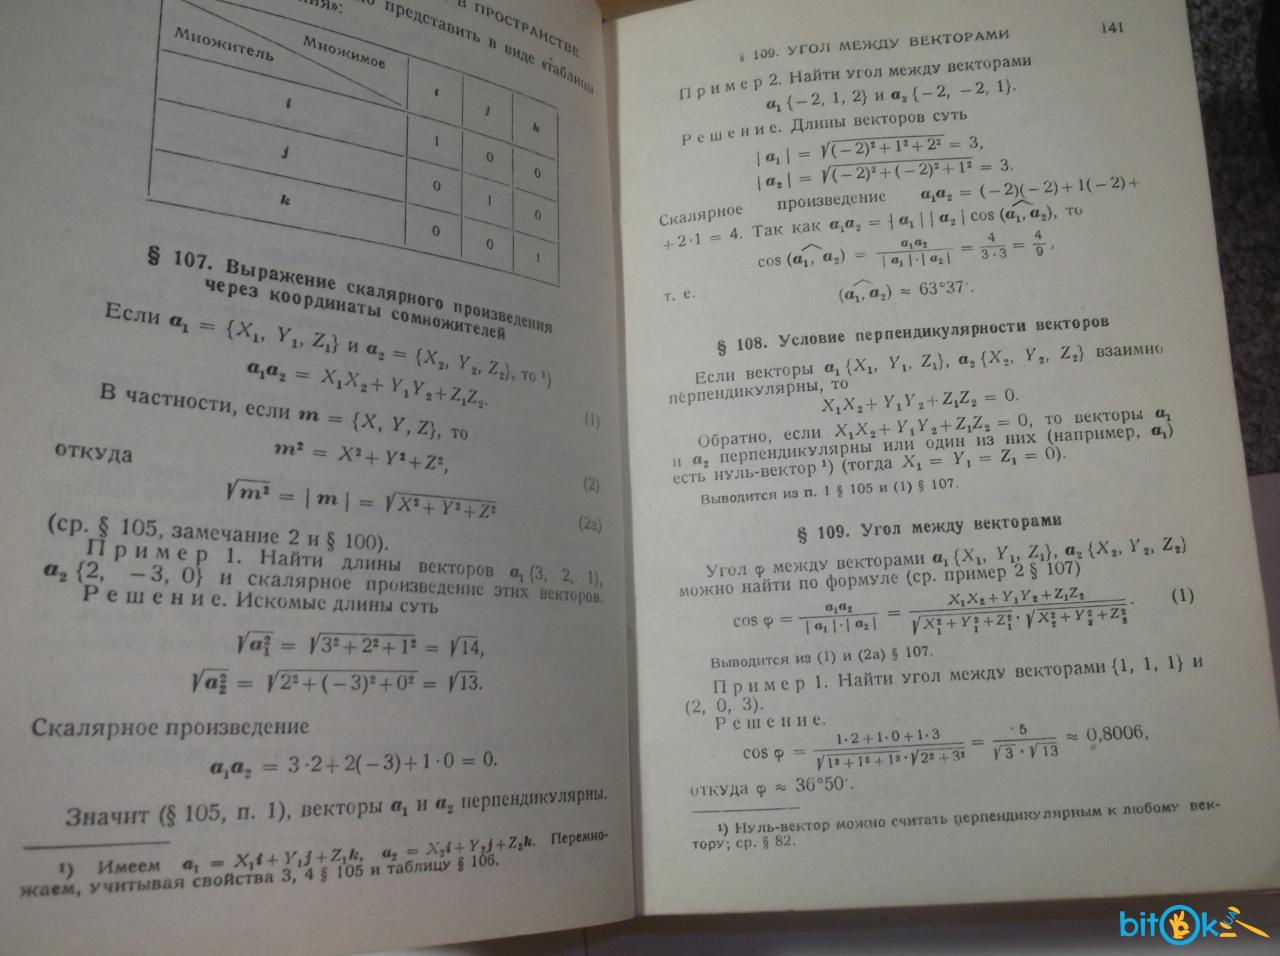 В ПРОСТРАНСТВЕ
представить в виде «таблицы
Множимое
Множитель
i j k
i 1 0 0
j 0 1 0
k 0 0 1
§ 107. Выражение скалярного произведения
через координаты сомножителей
Если a₁ = {X₁, Y₁, Z₁} и a₂ = {X₂, Y₂, Z₂}, то ¹)
a₁a₂ = X₁X₂ + Y₁Y₂ + Z₁Z₂. (1)
В частности, если m = {X, Y, Z}, то
m² = X² + Y² + Z², (2)
откуда
√m² = | m | = √X² + Y² + Z² (2а)
(ср. § 105, замечание 2 и § 100).
Пример 1. Найти длины векторов a₁ {3, 2, 1},
a₂ {2, −3, 0} и скалярное произведение этих векторов.
Решение. Искомые длины суть
√a₁² = √3² + 2² + 1² = √14,
√a₂² = √2² + (−3)² + 0² = √13.
Скалярное произведение
a₁a₂ = 3·2 + 2(−3) + 1·0 = 0.
Значит (§ 105, п. 1), векторы a₁ и a₂ перпендикулярны.
¹) Имеем a₁ = X₁i + Y₁j + Z₁k, a₂ = X₂i + Y₂j + Z₂k. Перемно-
жаем, учитывая свойства 3, 4 § 105 и таблицу § 106.
§ 109. УГОЛ МЕЖДУ ВЕКТОРАМИ 141
Пример 2. Найти угол между векторами
a₁ {−2, 1, 2} и a₂ {−2, −2, 1}.
Решение. Длины векторов суть
| a₁ | = √(−2)² + 1² + 2² = 3,
| a₂ | = √(−2)² + (−2)² + 1² = 3.
Скалярное произведение a₁a₂ = (−2)(−2) + 1(−2) +
+ 2·1 = 4. Так как a₁a₂ = | a₁ | | a₂ | cos (a₁, a₂), то
cos (a₁, a₂) = a₁a₂ / | a₁ |·| a₂ | = 4 / 3·3 = 4/9,
т. е. (a₁, a₂) ≈ 63°37′.
§ 108. Условие перпендикулярности векторов
Если векторы a₁ {X₁, Y₁, Z₁}, a₂ {X₂, Y₂, Z₂} взаимно
перпендикулярны, то
X₁X₂ + Y₁Y₂ + Z₁Z₂ = 0.
Обратно, если X₁X₂ + Y₁Y₂ + Z₁Z₂ = 0, то векторы a₁
и a₂ перпендикулярны или один из них (например, a₁)
есть нуль-вектор ¹) (тогда X₁ = Y₁ = Z₁ = 0).
Выводится из п. 1 § 105 и (1) § 107.
§ 109. Угол между векторами
Угол φ между векторами a₁ {X₁, Y₁, Z₁}, a₂ {X₂, Y₂, Z₂}
можно найти по формуле (ср. пример 2 § 107)
cos φ = a₁a₂ / | a₁ |·| a₂ | = X₁X₂ + Y₁Y₂ + Z₁Z₂ / √X₁² + Y₁² + Z₁² · √X₂² + Y₂² + Z₂². (1)
Выводится из (1) и (2а) § 107.
Пример 1. Найти угол между векторами {1, 1, 1} и
(2, 0, 3).
Решение.
cos φ = 1·2 + 1·0 + 1·3 / √1² + 1² + 1² · √2² + 3² = 5 / √3 · √13 ≈ 0,8006,
откуда φ ≈ 36°50′.
¹) Нуль-вектор можно считать перпендикулярным к любому век-
тору; ср. § 82.
bitok.ua